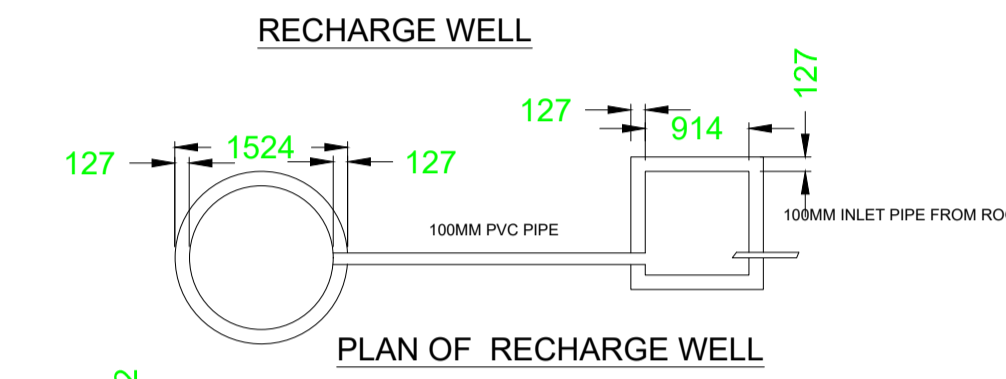 RECHARGE WELL
127
127
914
127
1524
127
100MM INLET PIPE FROM
100MM PVC PIPE
PLAN OF RECHARGE WELL